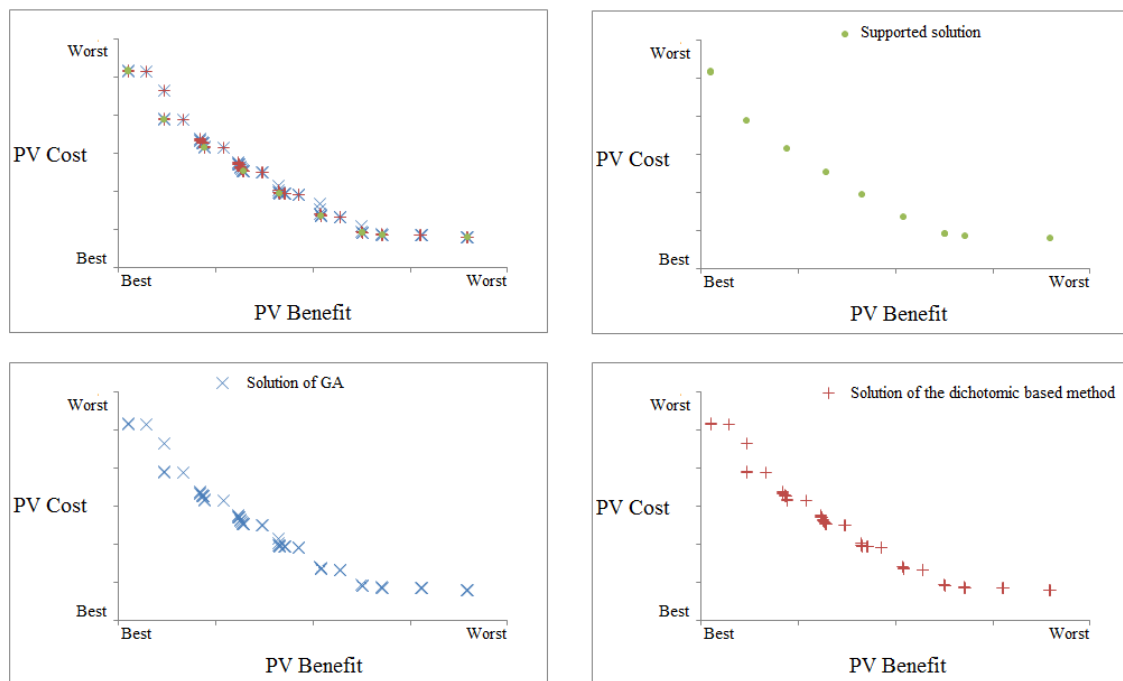 Worst
PV Cost
Best
Best
Worst
PV Benefit
Supported solution
Worst
PV Cost
Best
Best
Worst
PV Benefit
Solution of GA
Worst
PV Cost
Best
Best
Worst
PV Benefit
Solution of the dichotomic based method
Worst
PV Cost
Best
Best
Worst
PV Benefit